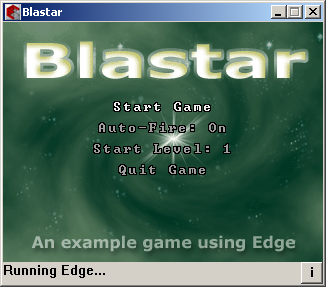 Blastar
Blastar
Start Game
Auto-Fire: On
Start Level: 1
Quit Game
An example game using Edge
Running Edge...
i